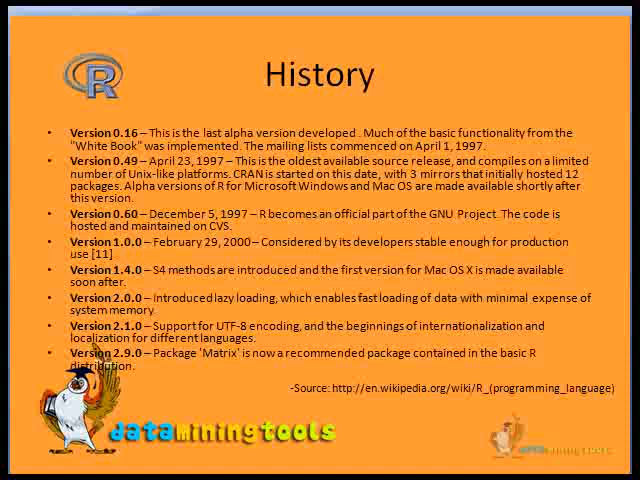 R
History
• Version 0.16 – This is the last alpha version developed . Much of the basic functionality from the
"White Book" was implemented. The mailing lists commenced on April 1, 1997.
• Version 0.49 – April 23, 1997 – This is the oldest available source release, and compiles on a limited
number of Unix-like platforms. CRAN is started on this date, with 3 mirrors that initially hosted 12
packages. Alpha versions of R for Microsoft Windows and Mac OS are made available shortly after
this version.
• Version 0.60 – December 5, 1997 – R becomes an official part of the GNU Project. The code is
hosted and maintained on CVS.
• Version 1.0.0 – February 29, 2000 – Considered by its developers stable enough for production
use [11]
• Version 1.4.0 – S4 methods are introduced and the first version for Mac OS X is made available
soon after.
• Version 2.0.0 – Introduced lazy loading, which enables fast loading of data with minimal expense of
system memory.
• Version 2.1.0 – Support for UTF-8 encoding, and the beginnings of internationalization and
localization for different languages.
• Version 2.9.0 – Package 'Matrix' is now a recommended package contained in the basic R
distribution.
-Source: http://en.wikipedia.org/wiki/R_(programming_language)
dataminingtools
dataminingtools